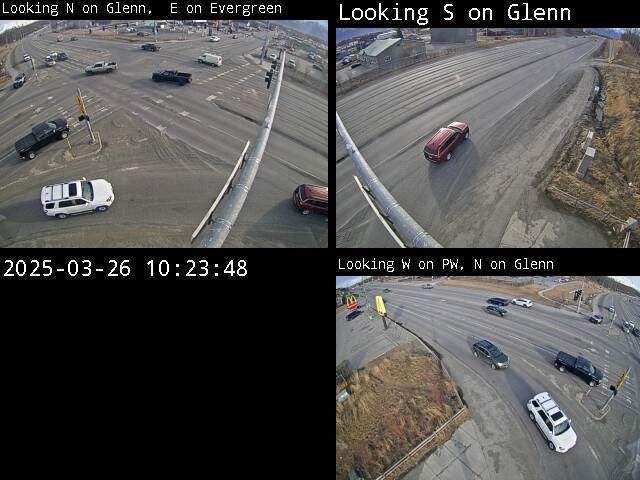 Looking N on Glenn,  E on Evergreen
Looking S on Glenn
2025-03-26 10:23:48
Looking W on PW, N on Glenn